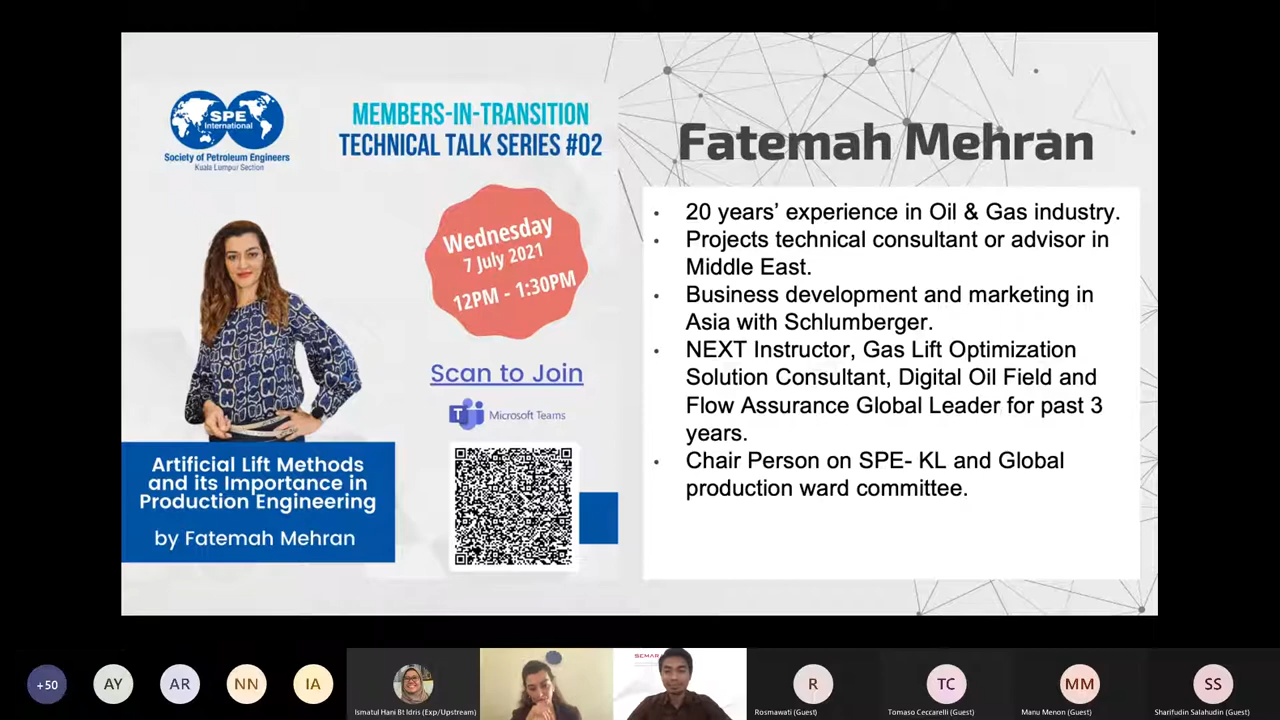 SPE
International
Society of Petroleum Engineers
Kuala Lumpur Section
MEMBERS-IN-TRANSITION
TECHNICAL TALK SERIES #02
Wednesday
7 July 2021
12PM - 1:30PM
Scan to Join
T
Microsoft Teams
Artificial Lift Methods
and its Importance in
Production Engineering
by Fatemah Mehran
Fatemah Mehran
• 20 years’ experience in Oil & Gas industry.
• Projects technical consultant or advisor in
Middle East.
• Business development and marketing in
Asia with Schlumberger.
• NEXT Instructor, Gas Lift Optimization
Solution Consultant, Digital Oil Field and
Flow Assurance Global Leader for past 3
years.
• Chair Person on SPE- KL and Global
production ward committee.
+50
AY
AR
NN
IA
Ismatul Hani Bt Idris (Exp/Upstream)
R
Rosmawati (Guest)
TC
Tomaso Ceccarelli (Guest)
MM
Manu Menon (Guest)
SS
Sharifudin Salahudin (Guest)